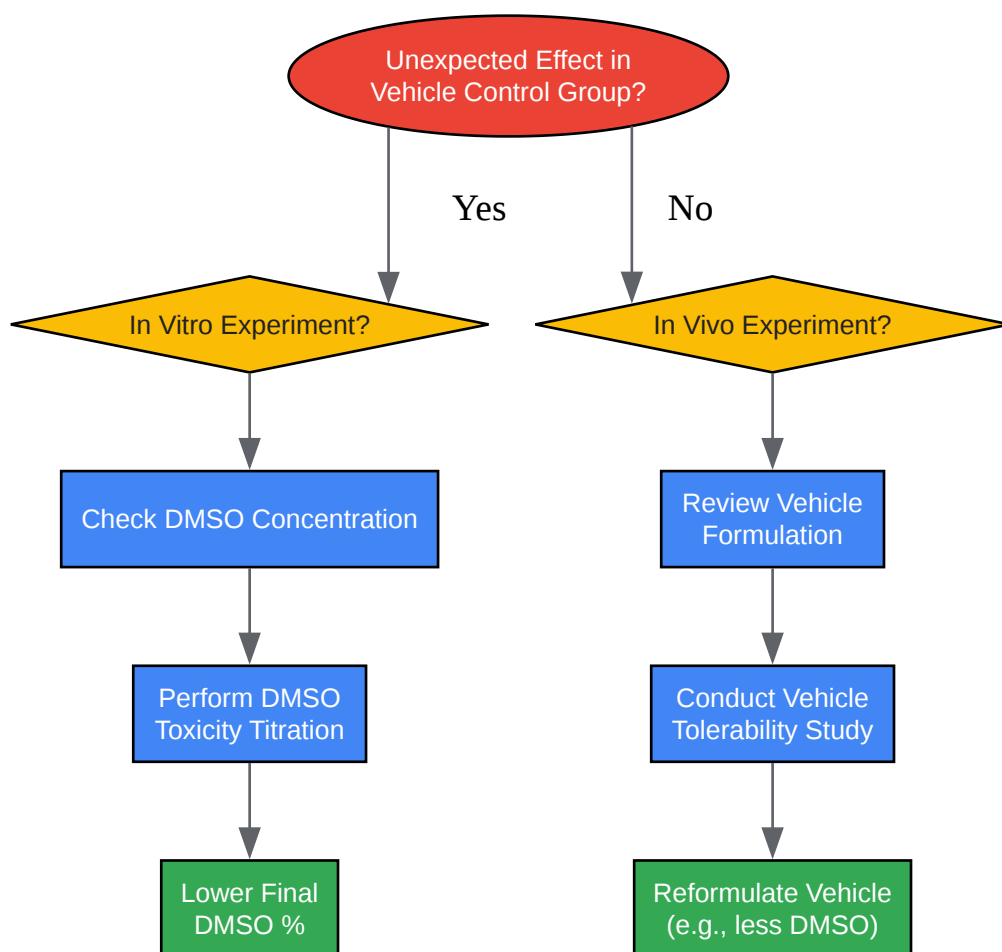 Unexpected Effect in
Vehicle Control Group?
Yes
No
In Vitro Experiment?
In Vivo Experiment?
Check DMSO Concentration
Review Vehicle
Formulation
Perform DMSO
Toxicity Titration
Conduct Vehicle
Tolerability Study
Lower Final
DMSO %
Reformulate Vehicle
(e.g., less DMSO)